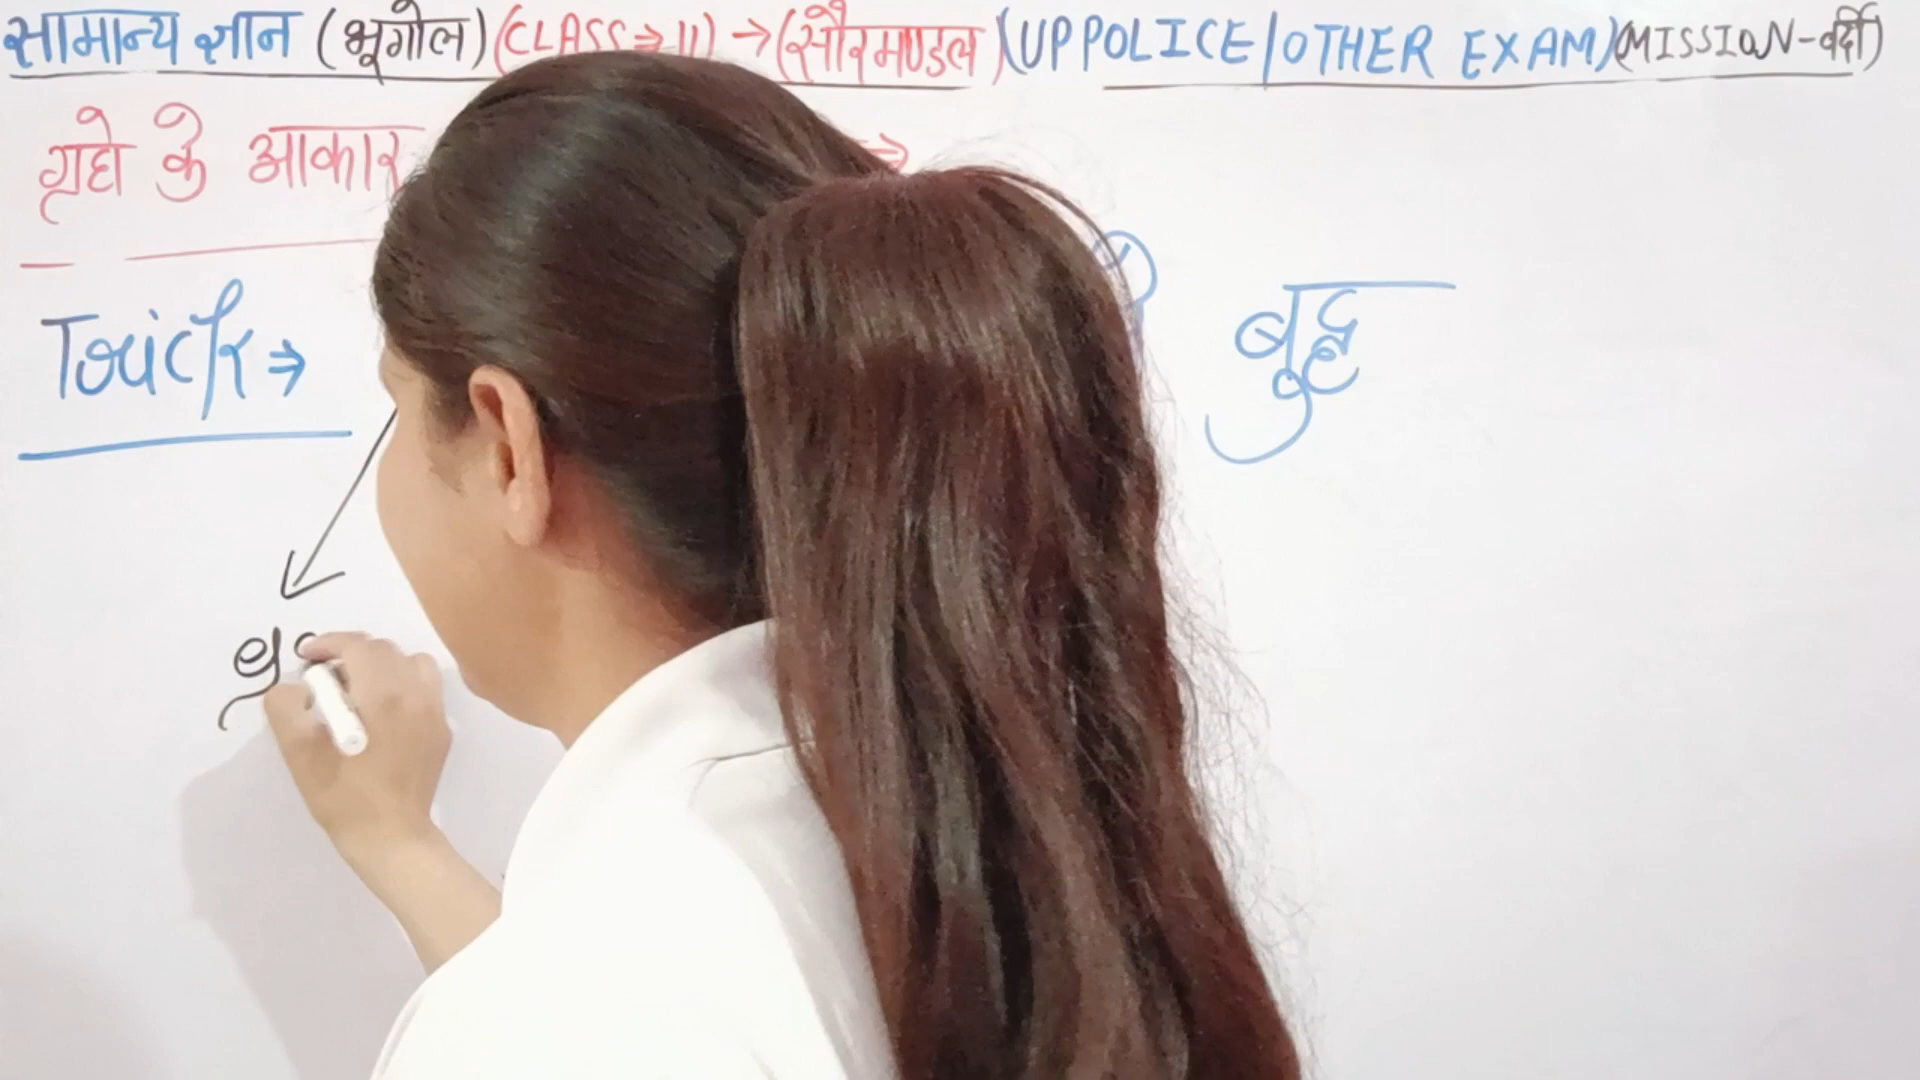 सामान्य ज्ञान (भूगोल) (CLASS⇒11) → (सौरमण्डल) (UP POLICE/OTHER EXAM) (MISSION-वर्दी)
ग्रहो के आकार ⇒
Trick ⇒